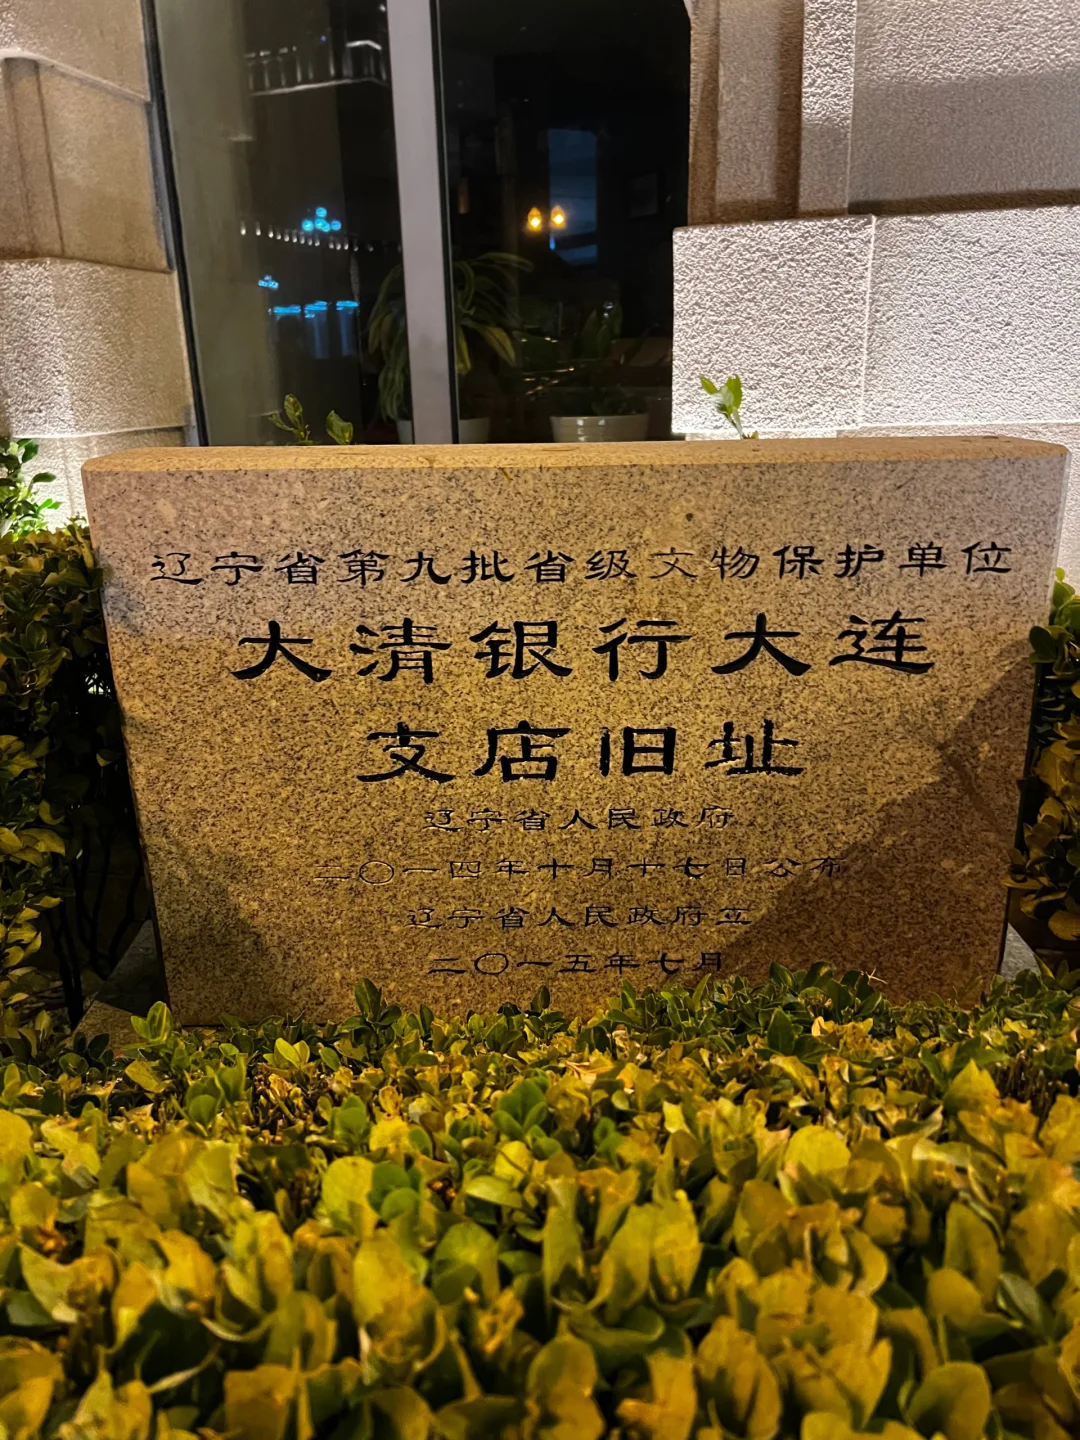 辽宁省第九批省级文物保护单位
大清银行大连
支店旧址
辽宁省人民政府
二〇一四年十月十七日公布
辽宁省人民政府立
二〇一五年七月